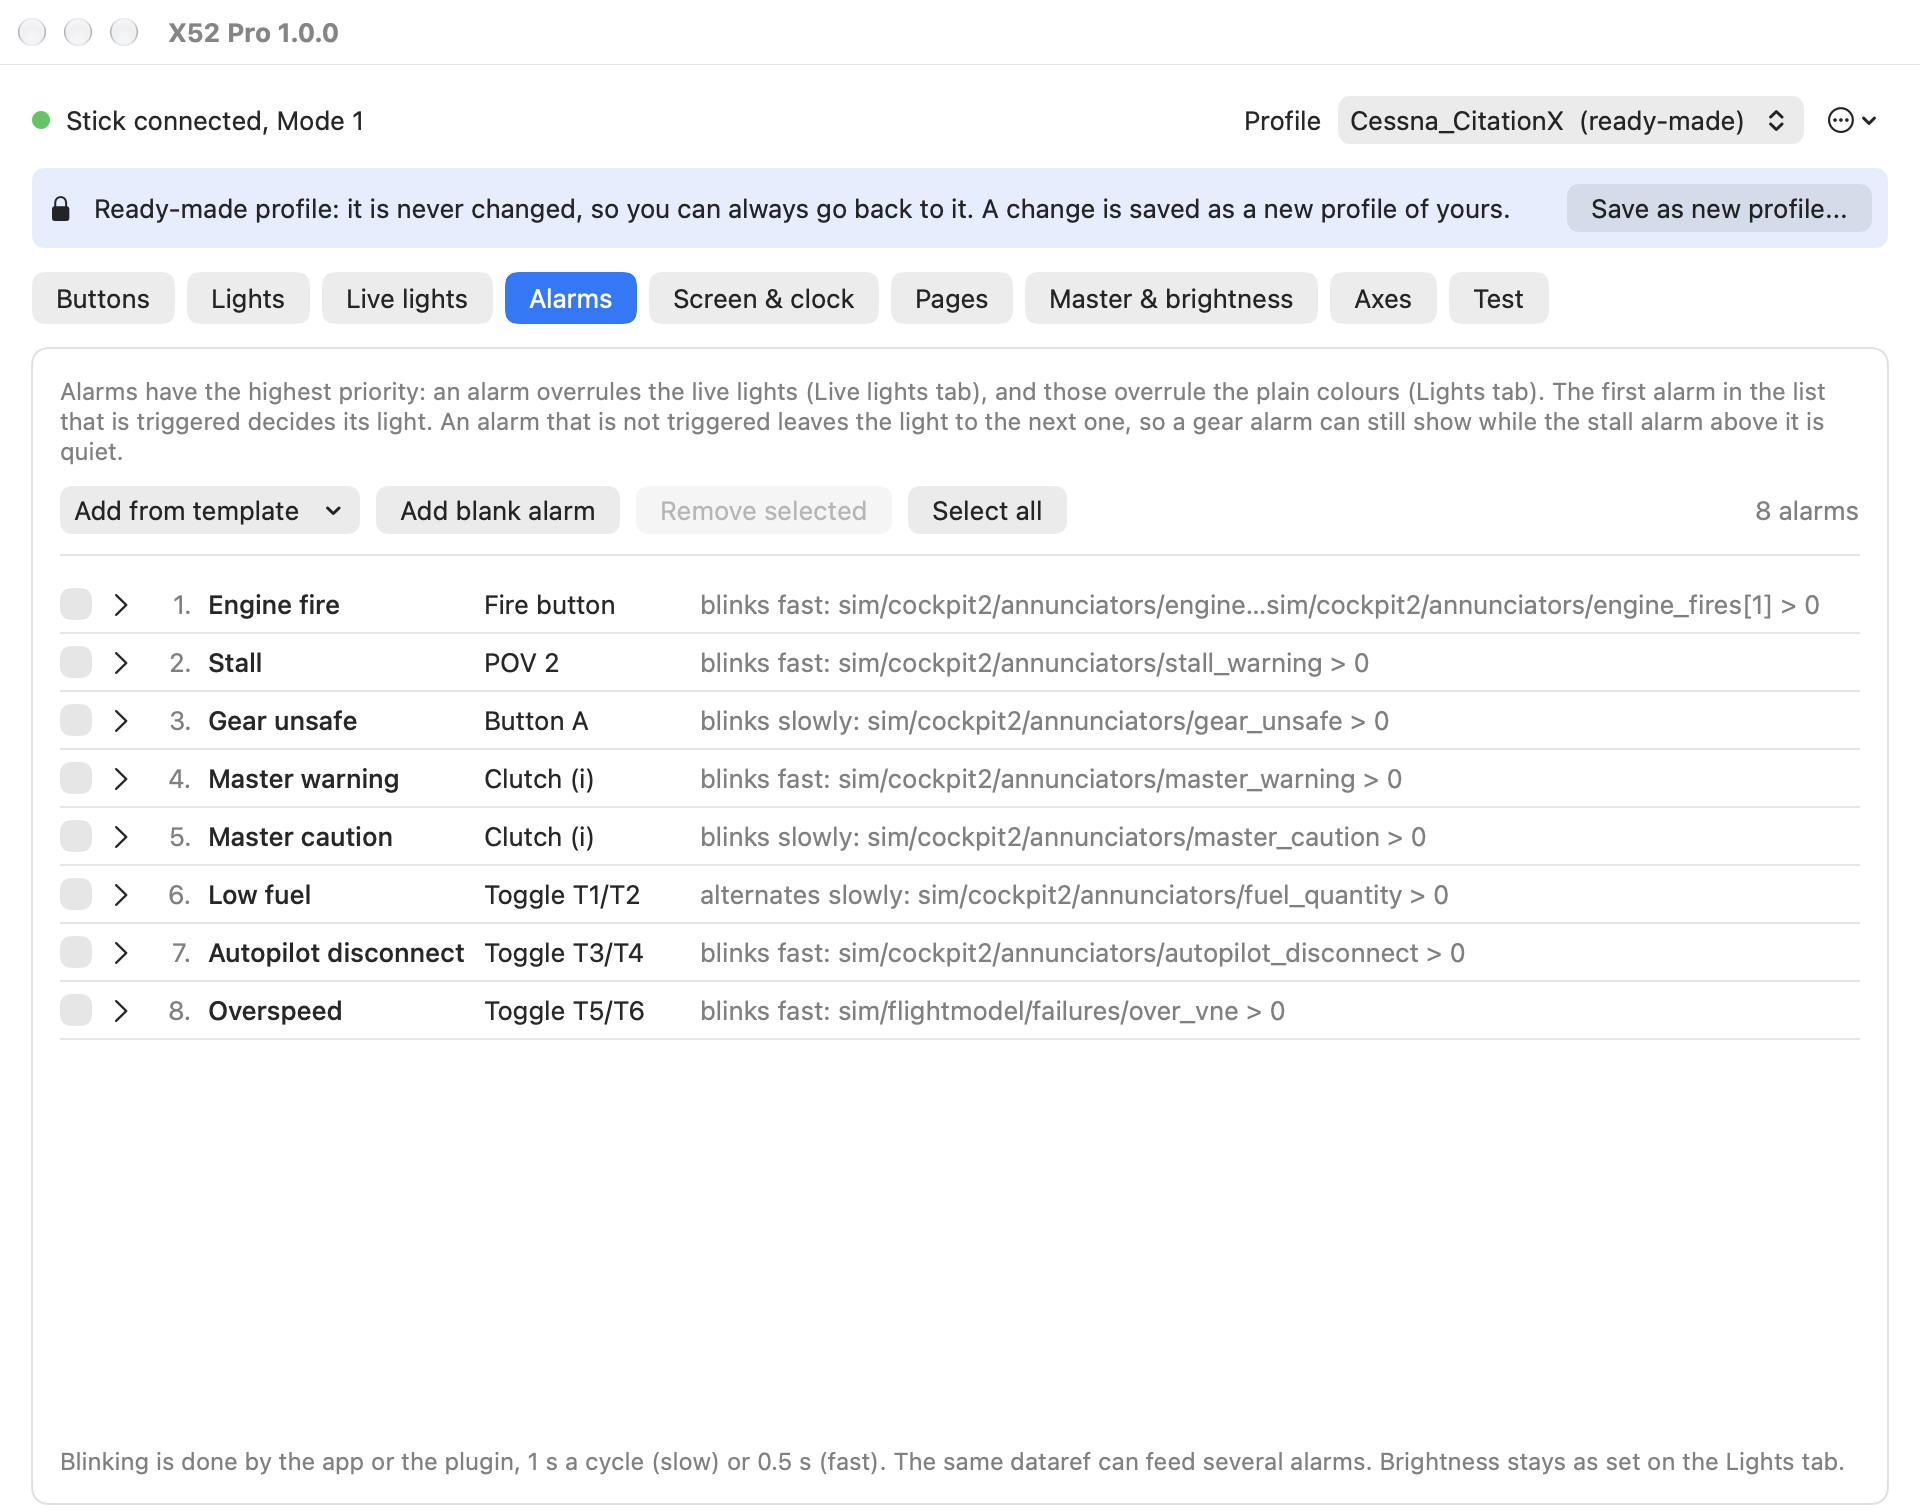 X52 Pro 1.0.0
Stick connected, Mode 1
Profile
Cessna_CitationX (ready-made)
Ready-made profile: it is never changed, so you can always go back to it. A change is saved as a new profile of yours.
Save as new profile...
Buttons
Lights
Live lights
Alarms
Screen & clock
Pages
Master & brightness
Axes
Test
Alarms have the highest priority: an alarm overrules the live lights (Live lights tab), and those overrule the plain colours (Lights tab). The first alarm in the list
that is triggered decides its light. An alarm that is not triggered leaves the light to the next one, so a gear alarm can still show while the stall alarm above it is
quiet.
Add from template
Add blank alarm
Remove selected
Select all
8 alarms
1. Engine fire Fire button blinks fast: sim/cockpit2/annunciators/engine...sim/cockpit2/annunciators/engine_fires[1] > 0
2. Stall POV 2 blinks fast: sim/cockpit2/annunciators/stall_warning > 0
3. Gear unsafe Button A blinks slowly: sim/cockpit2/annunciators/gear_unsafe > 0
4. Master warning Clutch (i) blinks fast: sim/cockpit2/annunciators/master_warning > 0
5. Master caution Clutch (i) blinks slowly: sim/cockpit2/annunciators/master_caution > 0
6. Low fuel Toggle T1/T2 alternates slowly: sim/cockpit2/annunciators/fuel_quantity > 0
7. Autopilot disconnect Toggle T3/T4 blinks fast: sim/cockpit2/annunciators/autopilot_disconnect > 0
8. Overspeed Toggle T5/T6 blinks fast: sim/flightmodel/failures/over_vne > 0
Blinking is done by the app or the plugin, 1 s a cycle (slow) or 0.5 s (fast). The same dataref can feed several alarms. Brightness stays as set on the Lights tab.